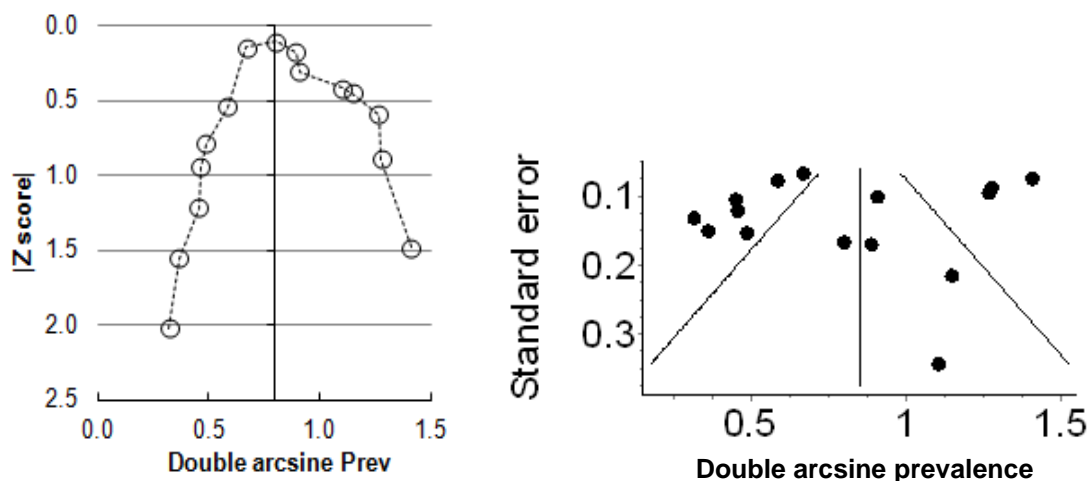 0.0
0.5
1.0
1.5
2.0
2.5
|Z score|
0.0 0.5 1.0 1.5
Double arcsine Prev
Standard error
0.1
0.2
0.3
0.5 1 1.5
Double arcsine prevalence